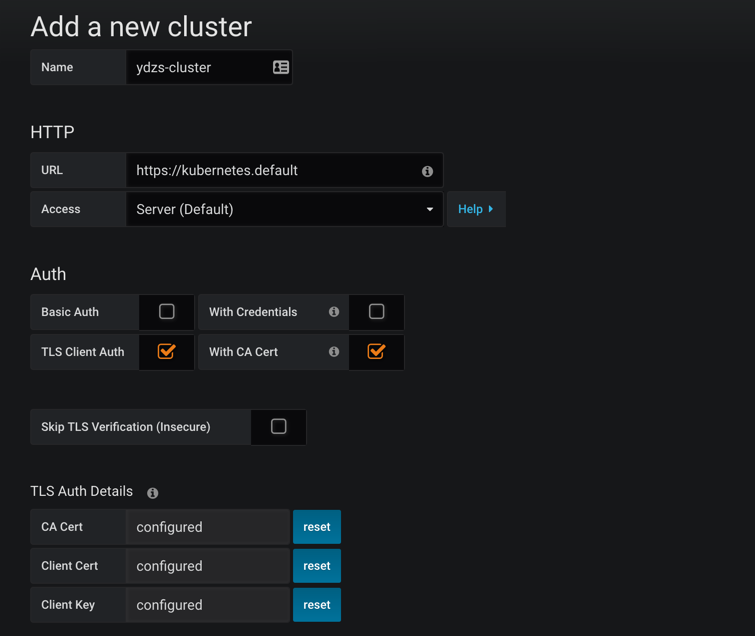 Add a new cluster
Name ydzs-cluster
HTTP
URL https://kubernetes.default
Access Server (Default) Help
Auth
Basic Auth With Credentials
TLS Client Auth With CA Cert
Skip TLS Verification (Insecure)
TLS Auth Details
CA Cert configured reset
Client Cert configured reset
Client Key configured reset